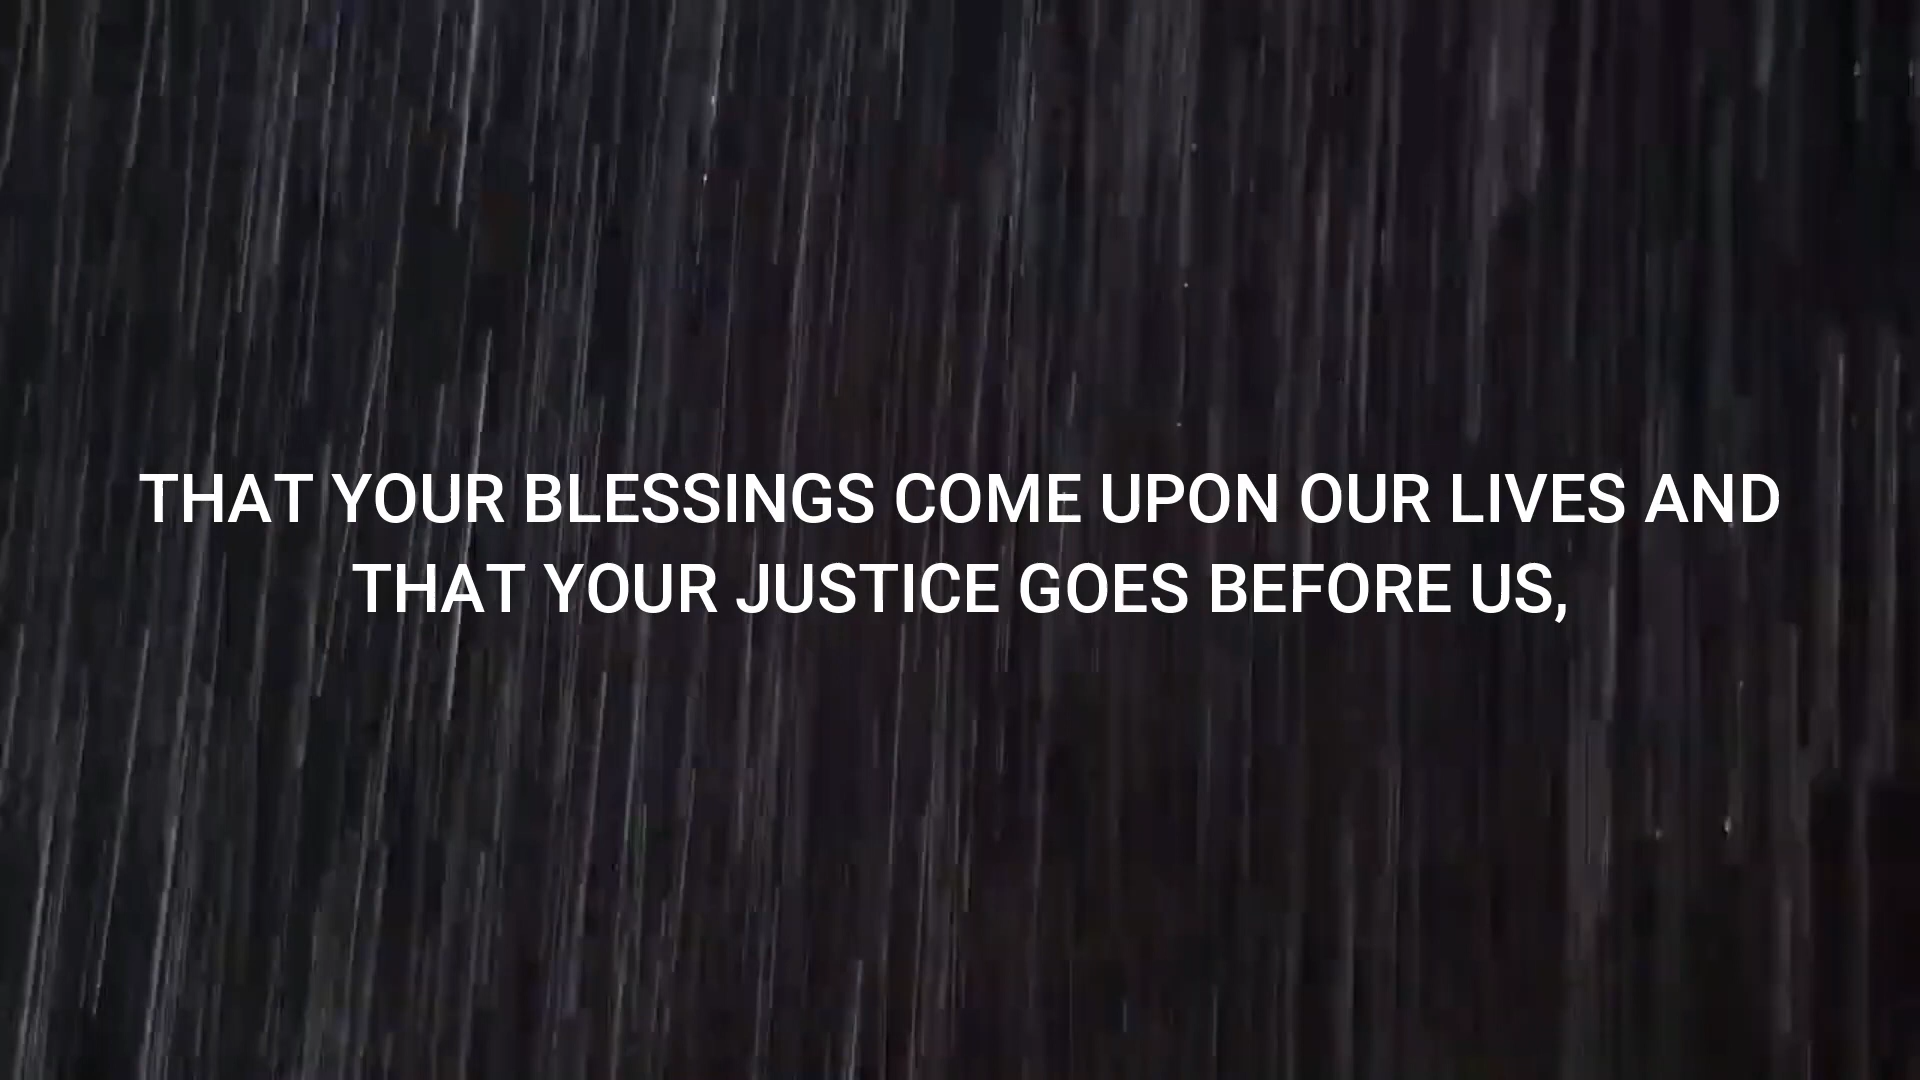 THAT YOUR BLESSINGS COME UPON OUR LIVES AND
THAT YOUR JUSTICE GOES BEFORE US,